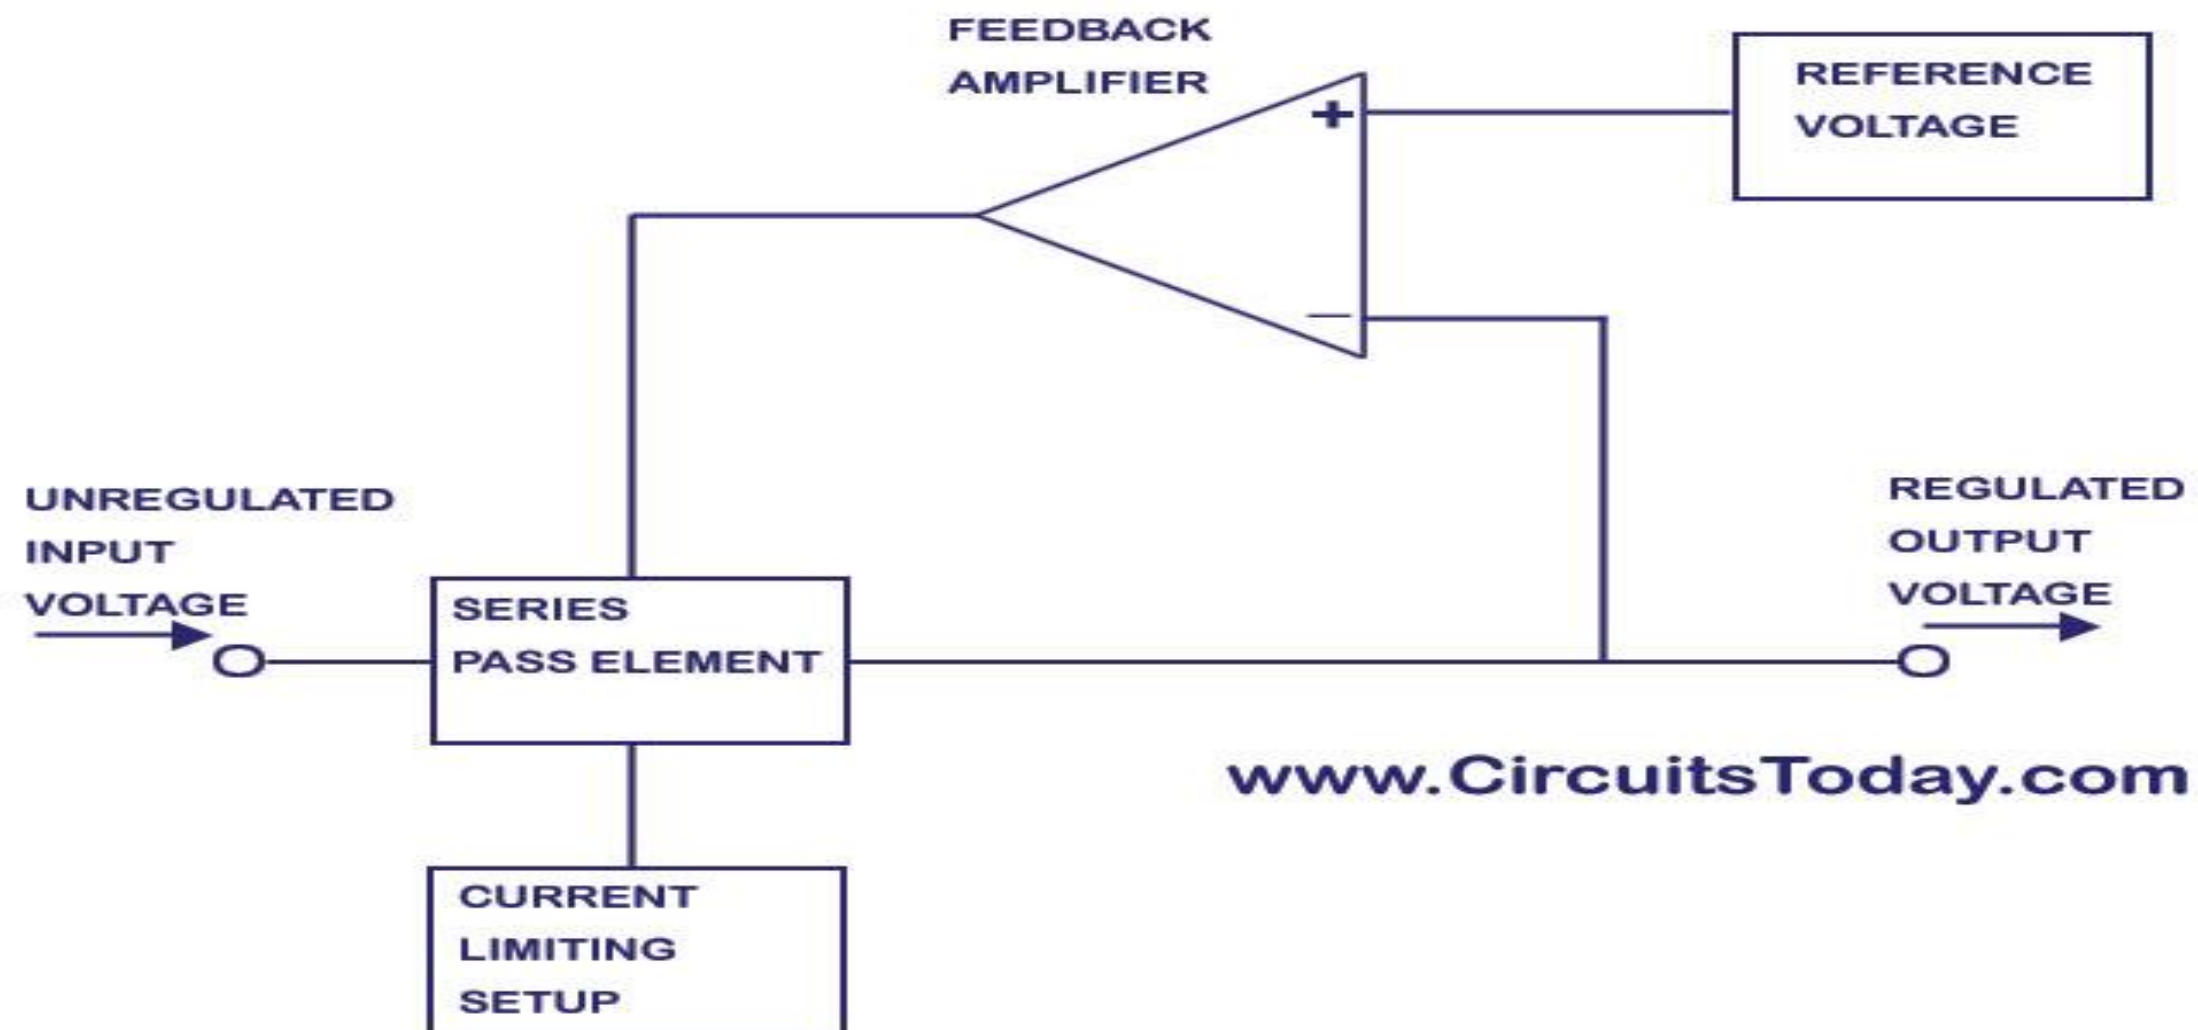 FEEDBACK
AMPLIFIER
+
REFERENCE
VOLTAGE
—
UNREGULATED
INPUT
VOLTAGE
SERIES
PASS ELEMENT
REGULATED
OUTPUT
VOLTAGE
www.CircuitsToday.com
CURRENT
LIMITING
SETUP